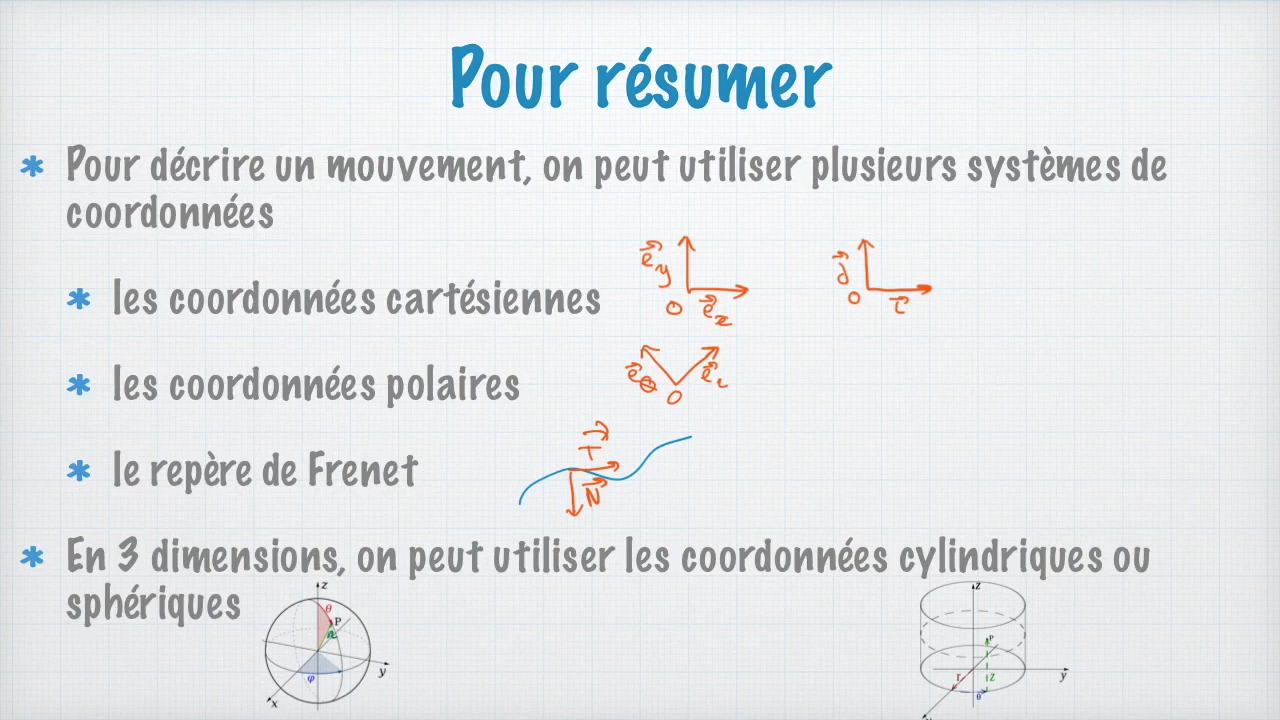 Pour résumer
* Pour décrire un mouvement, on peut utiliser plusieurs systèmes de
coordonnées
* les coordonnées cartésiennes
e⃗y O e⃗x
O i⃗
* les coordonnées polaires
e⃗θ O e⃗r
* le repère de Frenet
T⃗
N⃗
* En 3 dimensions, on peut utiliser les coordonnées cylindriques ou
sphériques
z θ P y φ x
z P r z y θ